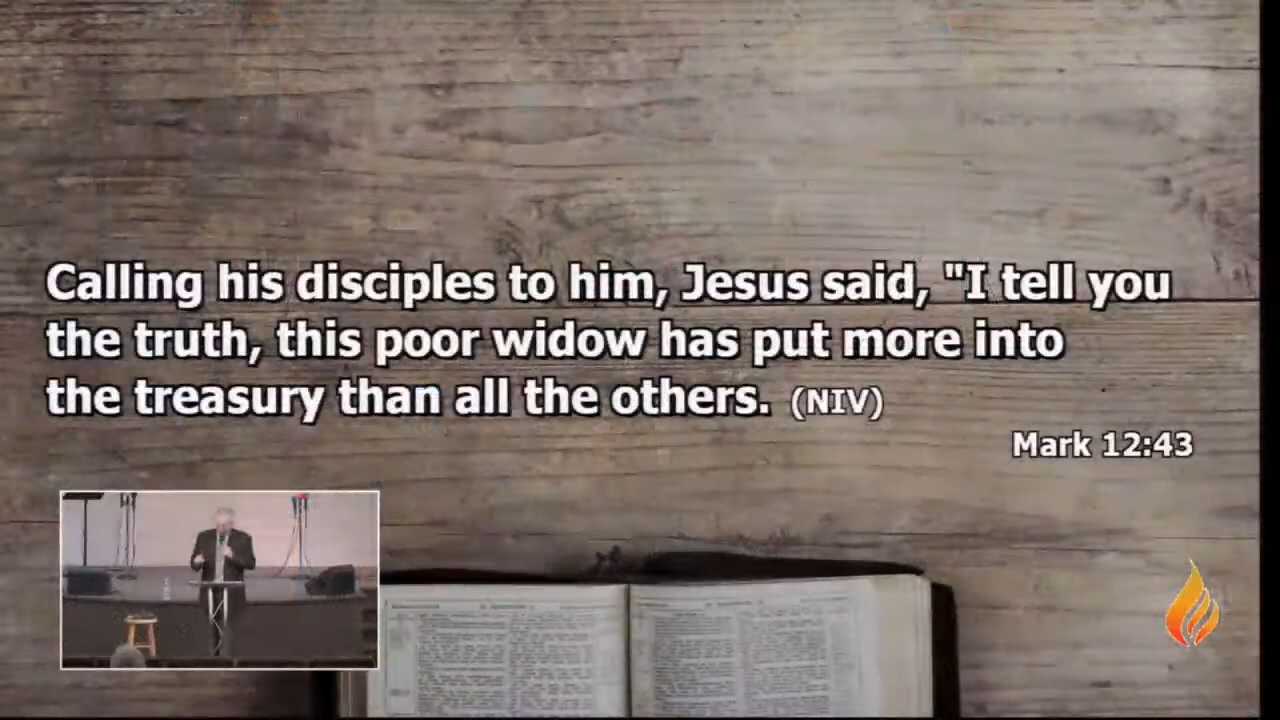 Calling his disciples to him, Jesus said, "I tell you
the truth, this poor widow has put more into
the treasury than all the others. (NIV)
Mark 12:43